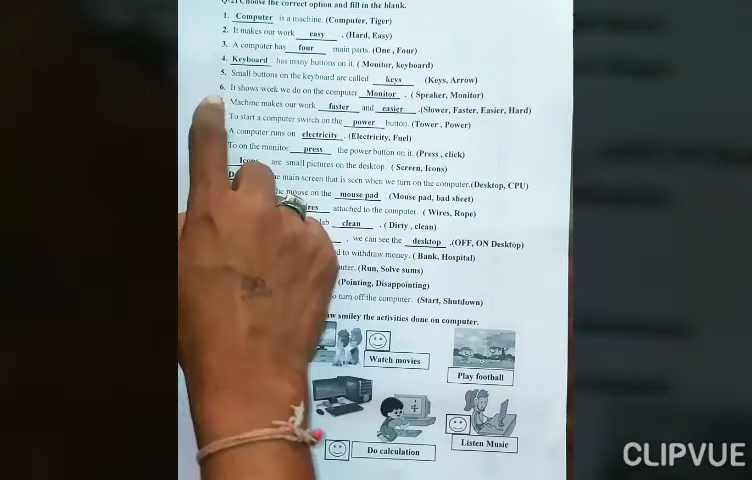 Choose the correct option and fill in the blank.
1. Computer is a machine. (Computer, Tiger)
2. It makes our work easy . (Hard, Easy)
3. A computer has four main parts. (One , Four)
4. Keyboard has many buttons on it. ( Monitor, keyboard)
5. Small buttons on the keyboard are called keys (Keys, Arrow)
6. It shows work we do on the computer Monitor . ( Speaker, Monitor)
Machine makes our work faster and easier .(Slower, Faster, Easier, Hard)
To start a computer switch on the power button. (Tower , Power)
A computer runs on electricity . (Electricity, Fuel)
To on the monitor press the power button on it. (Press , click)
Icons are small pictures on the desktop. ( Screen, Icons)
main screen that is seen when we turn on the computer.(Desktop, CPU)
mouse on the mouse pad . (Mouse pad, bad sheet)
attached to the computer. ( Wires, Rope)
lab clean . ( Dirty , clean)
, we can see the desktop .(OFF, ON Desktop)
to withdraw money. ( Bank, Hospital)
(Run, Solve sums)
(Pointing, Disappointing)
turn off the computer. (Start, Shutdown)
smiley the activities done on computer.
Watch movies
Play football
Do calculation
Listen Music
CLIPVUE